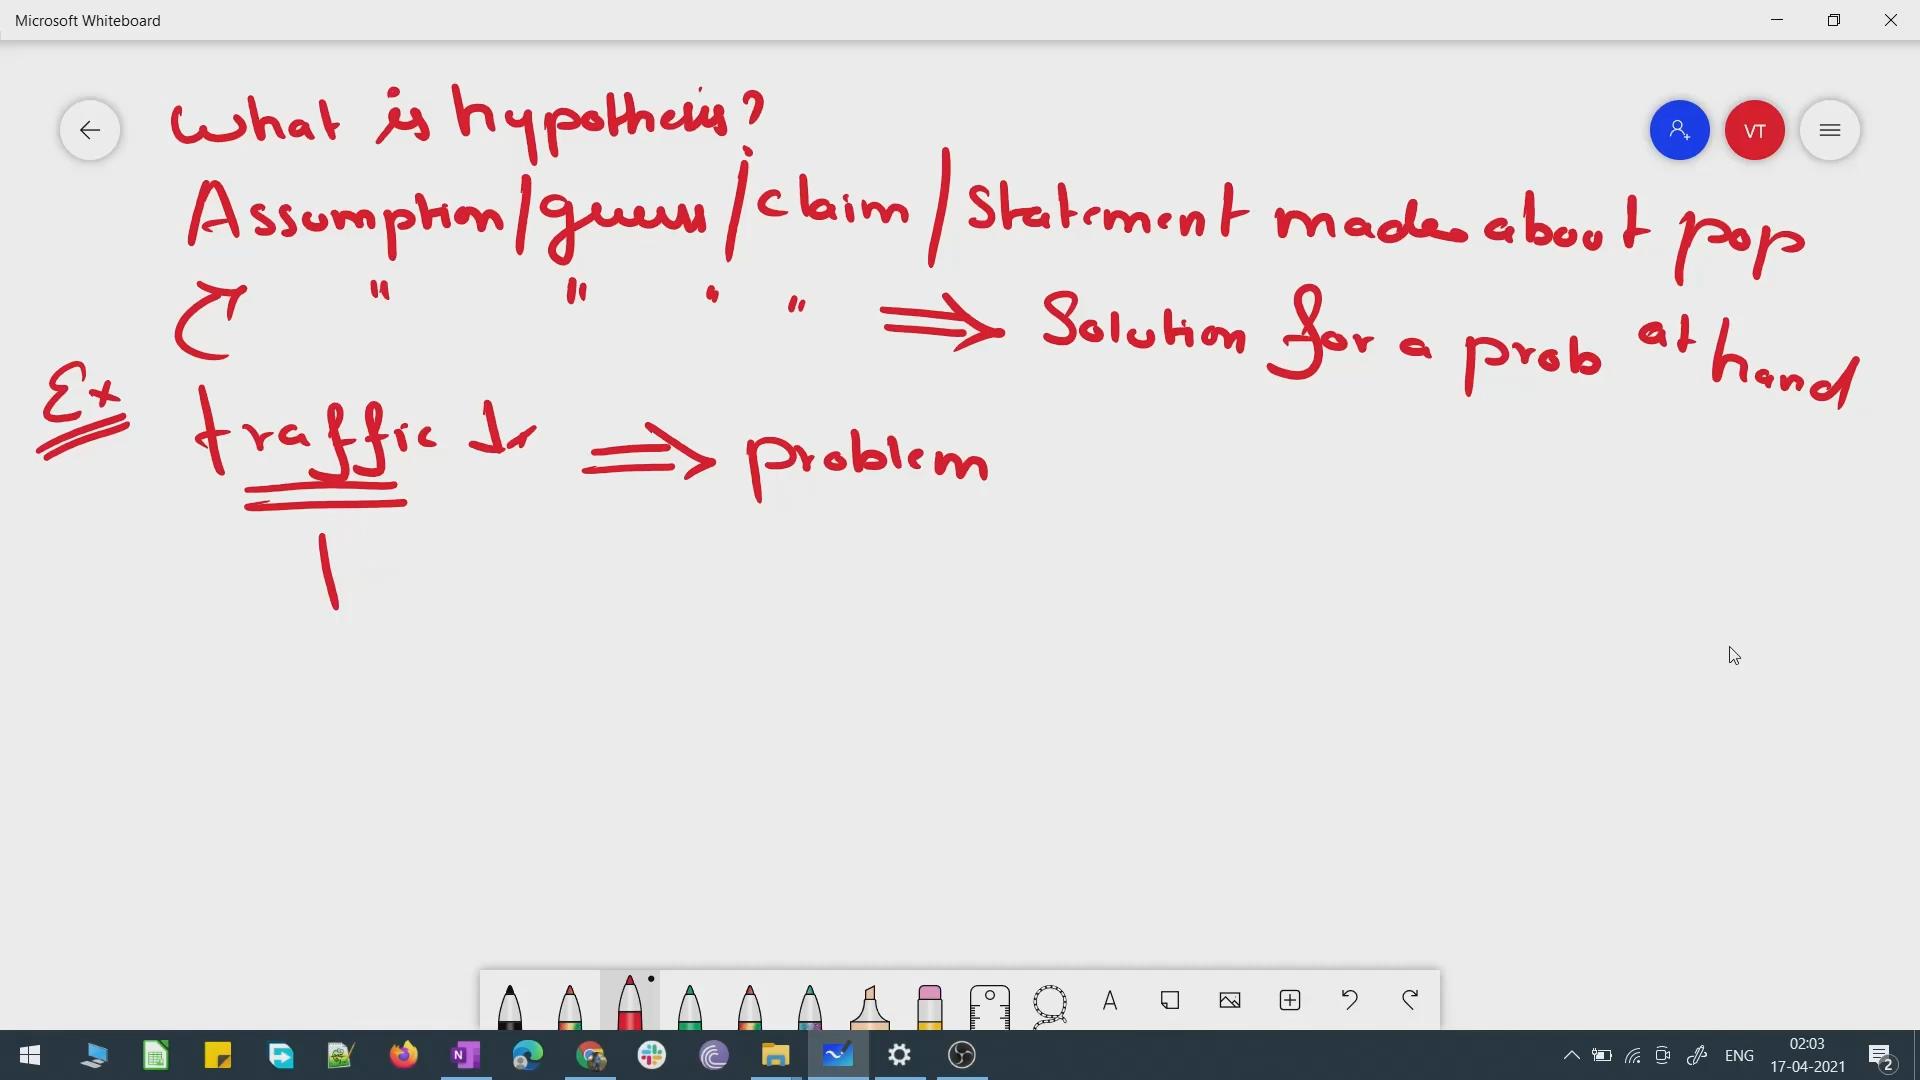 Microsoft Whiteboard
What is hypothesis?
VT
Assumption/guess/claim/Statement made about pop
" " " " ⇒ Solution for a prob at hand
Ex
traffic ⇒ problem
A
ENG
02:03
17-04-2021
2